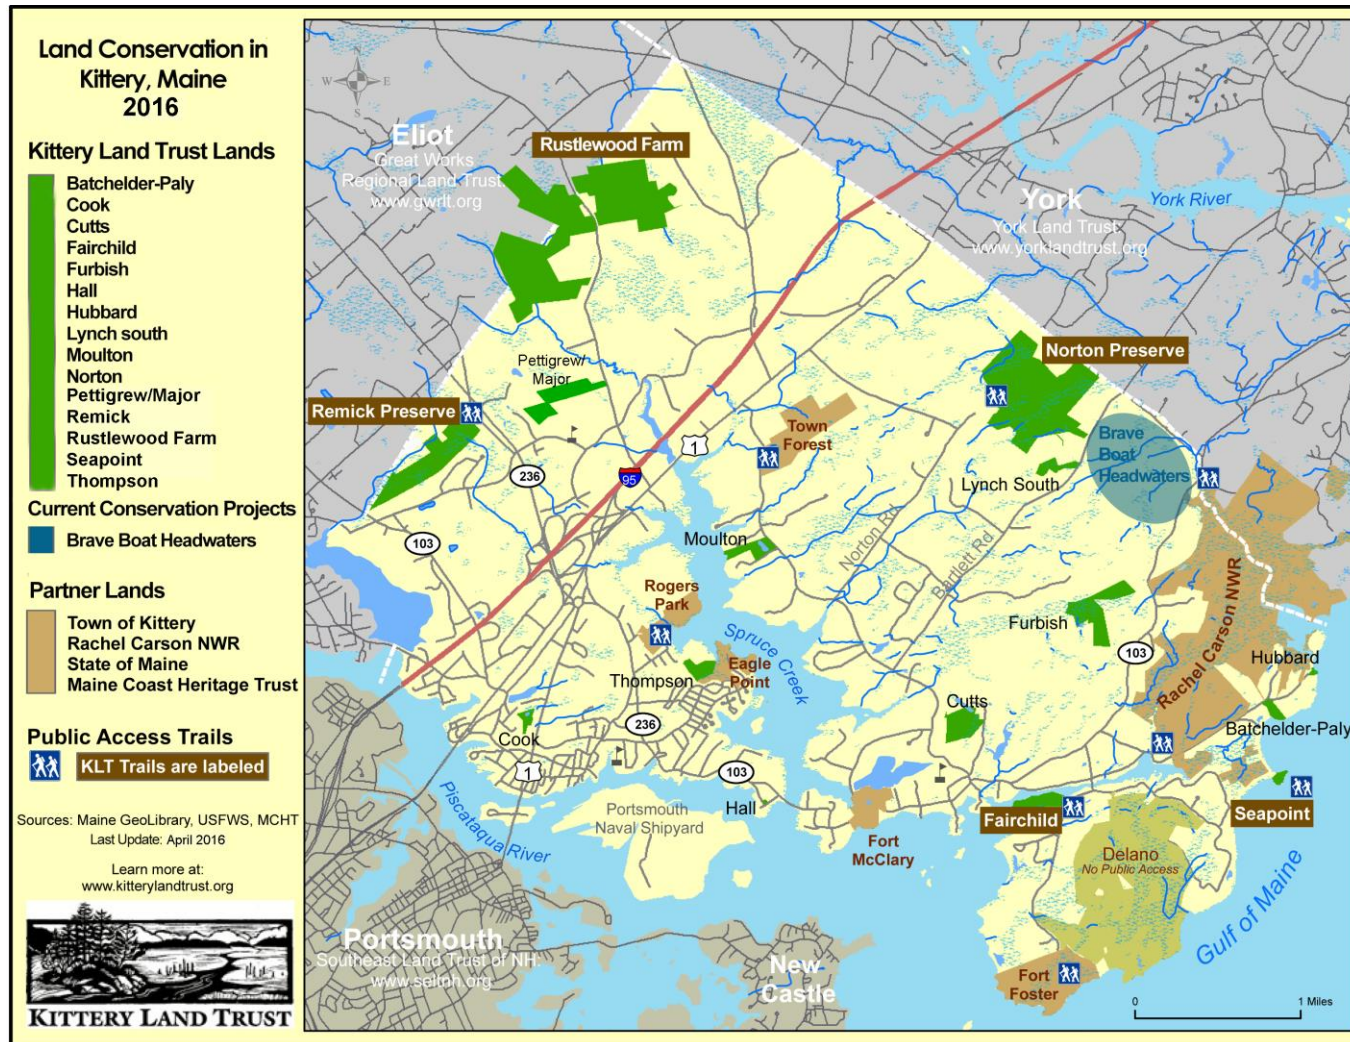 Land Conservation in
Kittery, Maine
2016
Kittery Land Trust Lands
Batchelder-Paly
Cook
Cutts
Fairchild
Furbish
Hall
Hubbard
Lynch south
Moulton
Norton
Pettigrew/Major
Remick
Rustlewood Farm
Seapoint
Thompson
Current Conservation Projects
Brave Boat Headwaters
Partner Lands
Town of Kittery
Rachel Carson NWR
State of Maine
Maine Coast Heritage Trust
Public Access Trails
KLT Trails are labeled
Sources: Maine GeoLibrary, USFWS, MCHT
Last Update: April 2016
Learn more at:
www.kitterylandtrust.org
KITTERY LAND TRUST
N
W
E
S
Eliot
Great Works
Regional Land Trust:
www.gwrlt.org
Rustlewood Farm
York
York Land Trust:
www.yorklandtrust.org
York River
Pettigrew/
Major
Remick Preserve
Norton Preserve
Town
Forest
1
236
95
Brave
Boat
Headwaters
Lynch South
103
Moulton
Norton Rd
Bartlett Rd
Rogers
Park
Furbish
103
Rachel Carson NWR
Hubbard
Spruce Creek
Thompson
Eagle
Point
Cutts
Batchelder-Paly
236
Cook
1
103
Hall
Portsmouth
Naval Shipyard
Piscataqua River
Fort
McClary
Fairchild
Seapoint
Delano
No Public Access
Gulf of Maine
Portsmouth
Southeast Land Trust of NH:
www.seltnh.org
New
Castle
Fort
Foster
0
1 Miles